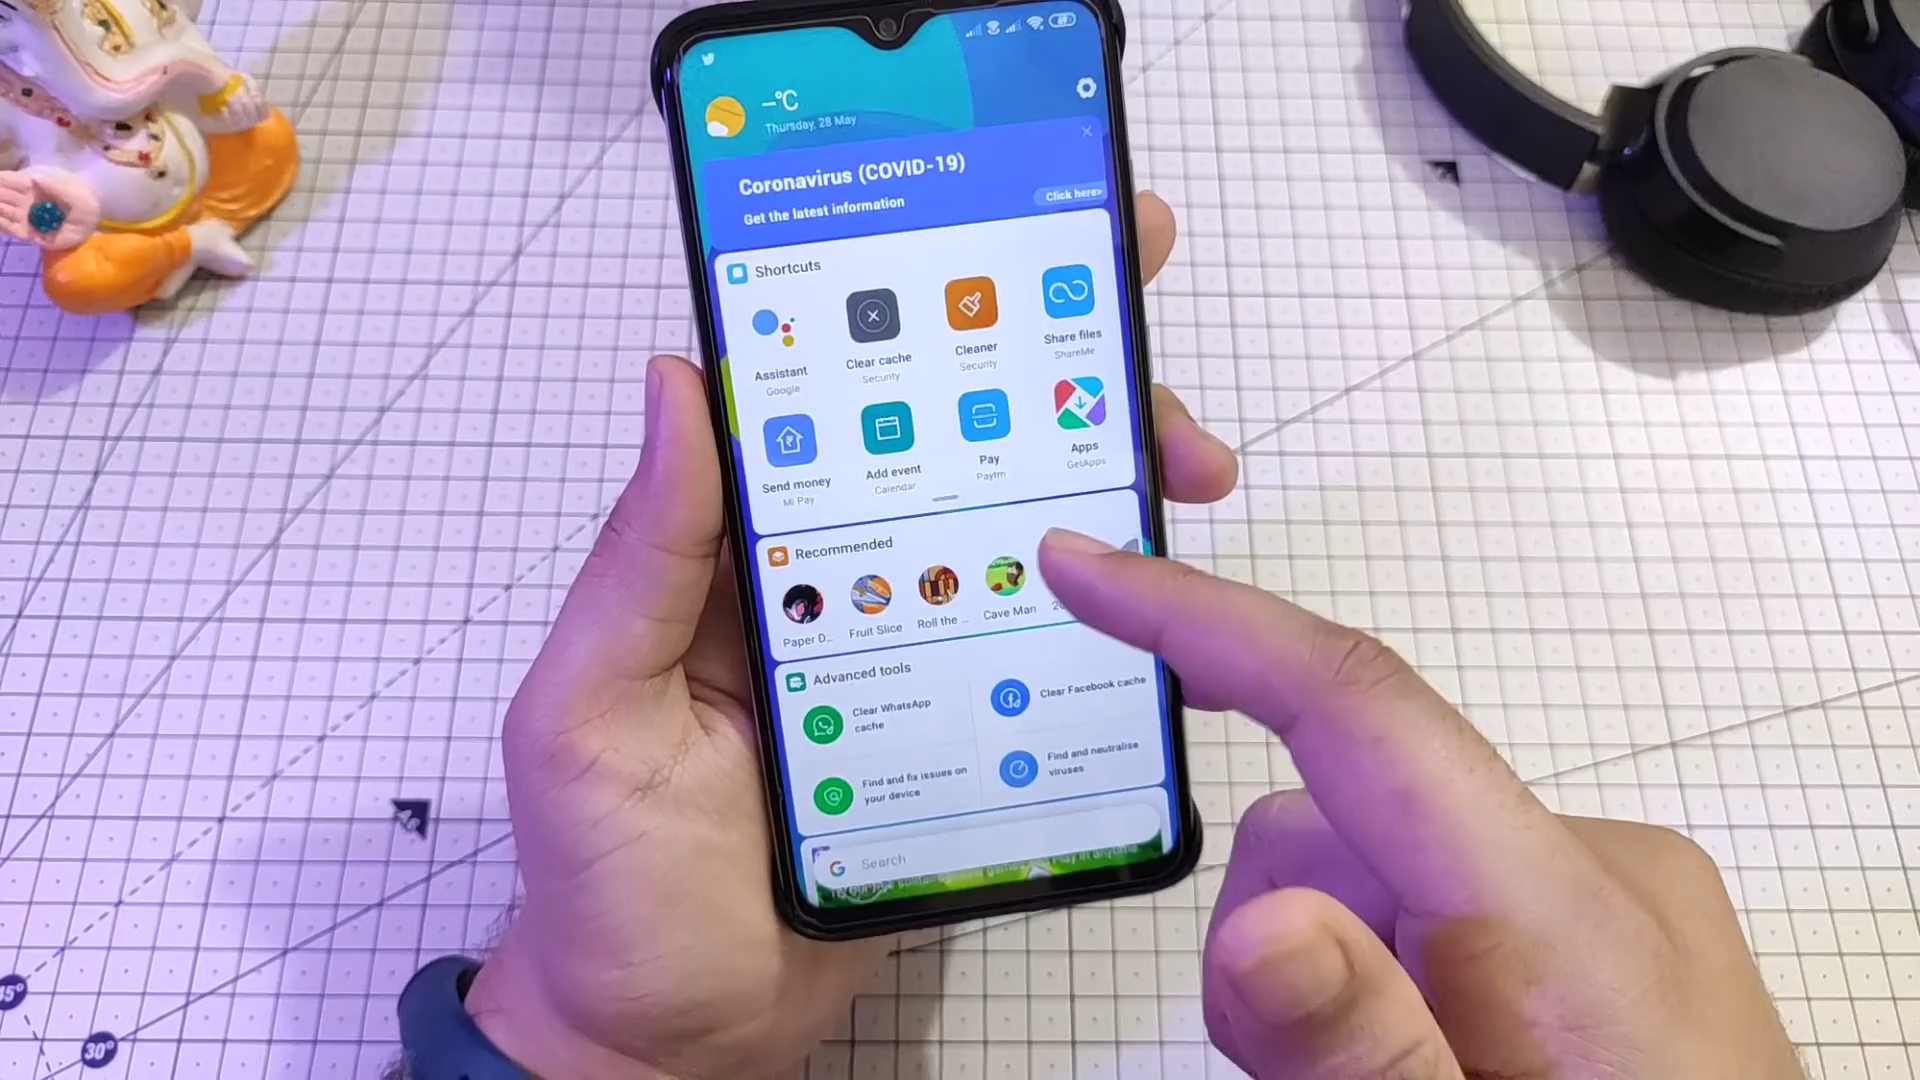 69
–°C
Thursday, 28 May
Coronavirus (COVID-19)
Get the latest information
Click here>
Shortcuts
Assistant
Google
Clear cache
Security
Cleaner
Security
Share files
ShareMe
Send money
Mi Pay
Add event
Calendar
Pay
Paytm
Apps
GetApps
Recommended
Paper D...
Fruit Slice
Roll the ...
Cave Man
Advanced tools
Clear WhatsApp
cache
Clear Facebook cache
Find and fix issues on
your device
Find and neutralise
viruses
G Search
45°
30°